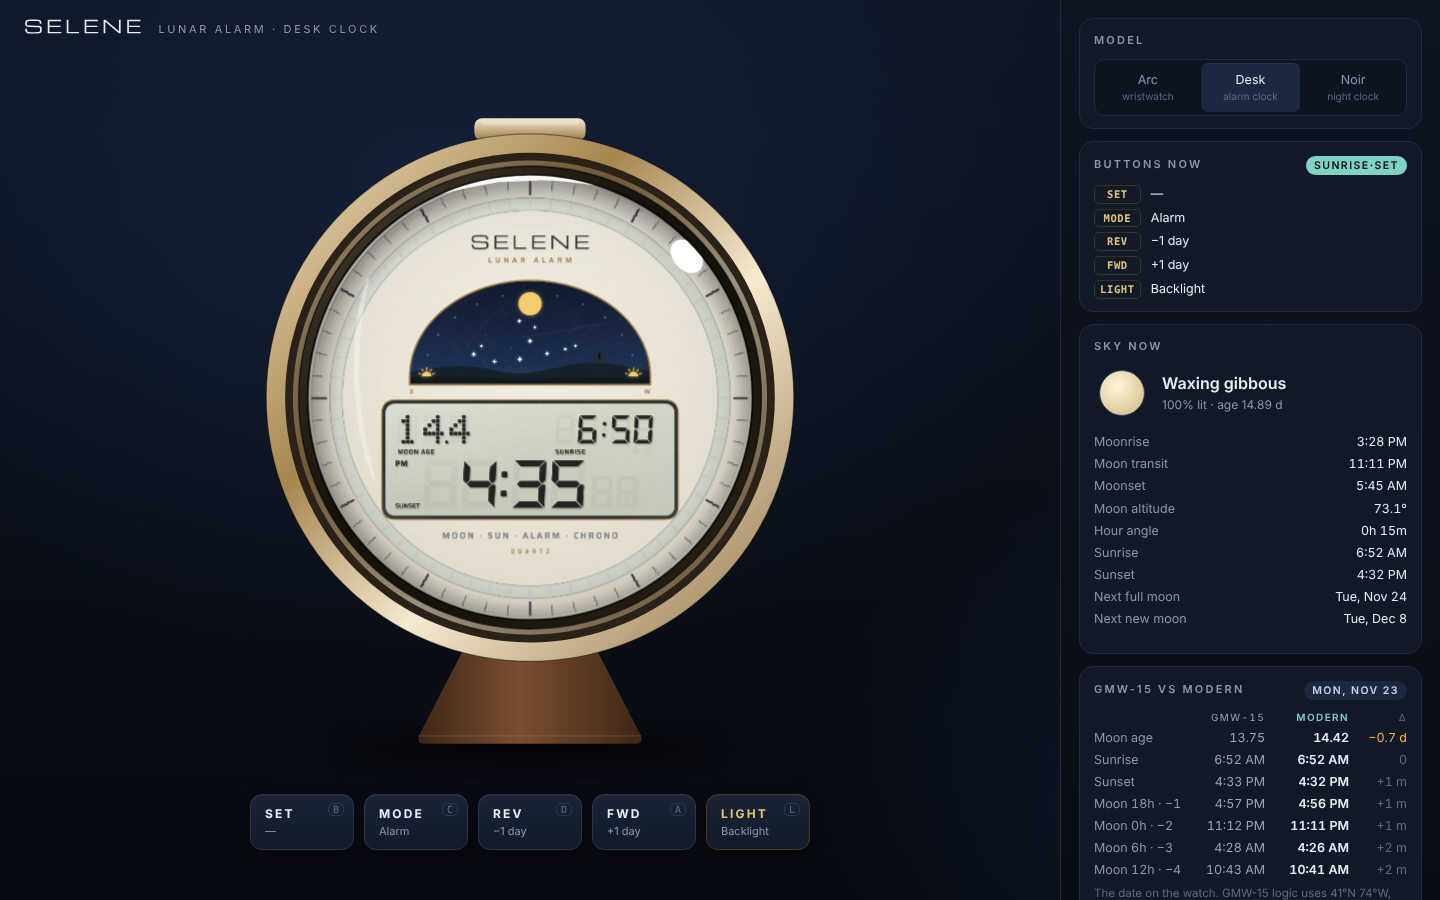 SELENE LUNAR ALARM · DESK CLOCK
SELENE
LUNAR ALARM
E W
14.4 6:50
MOON AGE SUNRISE
PM
4:35
SUNSET
MOON · SUN · ALARM · CHRONO
QUARTZ
SET B
—
MODE C
Alarm
REV D
−1 day
FWD A
+1 day
LIGHT L
Backlight
MODEL
Arc
wristwatch
Desk
alarm clock
Noir
night clock
BUTTONS NOW SUNRISE·SET
SET —
MODE Alarm
REV −1 day
FWD +1 day
LIGHT Backlight
SKY NOW
Waxing gibbous
100% lit · age 14.89 d
Moonrise 3:28 PM
Moon transit 11:11 PM
Moonset 5:45 AM
Moon altitude 73.1°
Hour angle 0h 15m
Sunrise 6:52 AM
Sunset 4:32 PM
Next full moon Tue, Nov 24
Next new moon Tue, Dec 8
GMW-15 VS MODERN MON, NOV 23
GMW-15 MODERN Δ
Moon age 13.75 14.42 −0.7 d
Sunrise 6:52 AM 6:52 AM 0
Sunset 4:33 PM 4:32 PM +1 m
Moon 18h · −1 4:57 PM 4:56 PM +1 m
Moon 0h · −2 11:12 PM 11:11 PM +1 m
Moon 6h · −3 4:28 AM 4:26 AM +2 m
Moon 12h · −4 10:43 AM 10:41 AM +2 m
The date on the watch. GMW-15 logic uses 41°N 74°W,